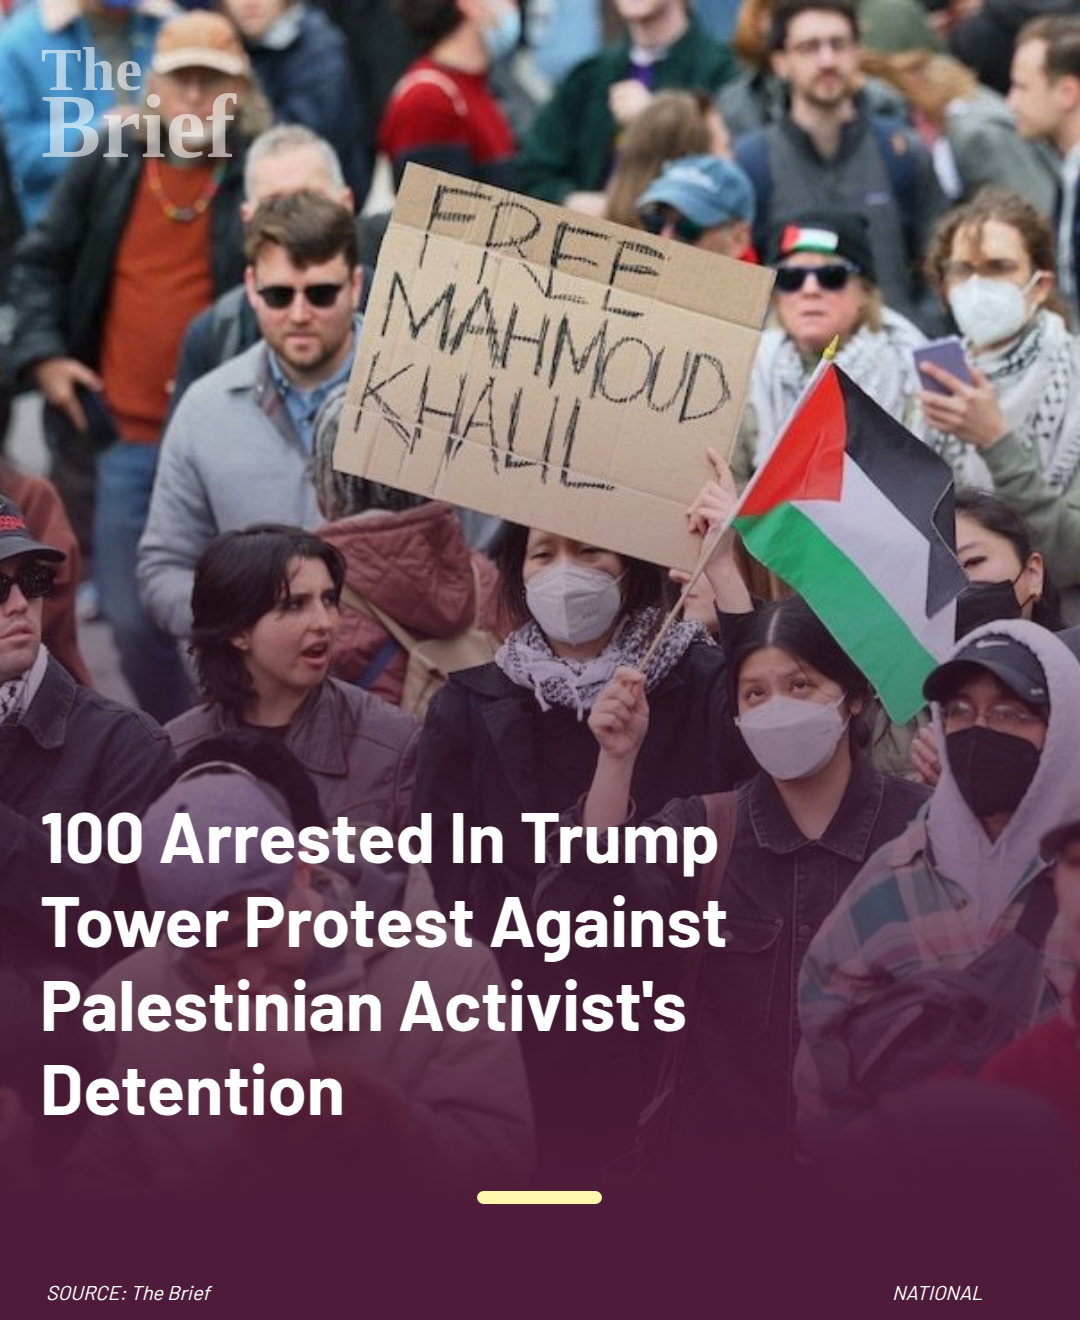 The
Brief
FREE
MAHMOUD
KHALIL
100 Arrested In Trump
Tower Protest Against
Palestinian Activist's
Detention
SOURCE: The Brief
NATIONAL